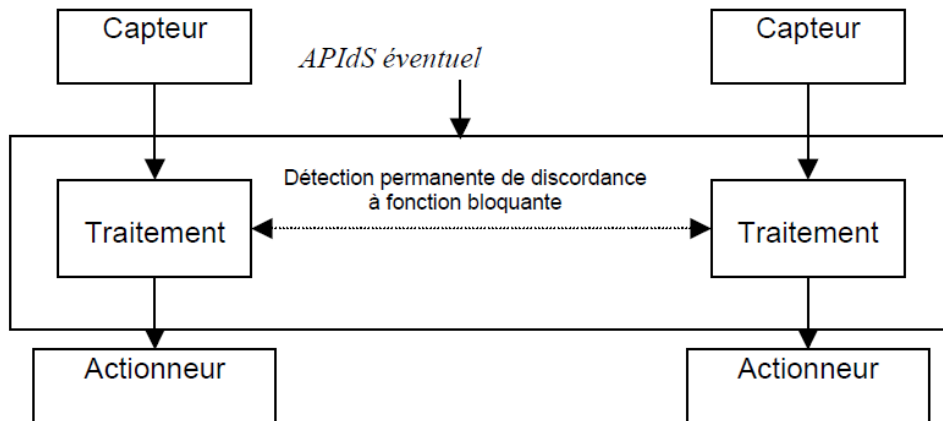 Capteur
Capteur
APIdS éventuel
Détection permanente de discordance
à fonction bloquante
Traitement
Traitement
Actionneur
Actionneur